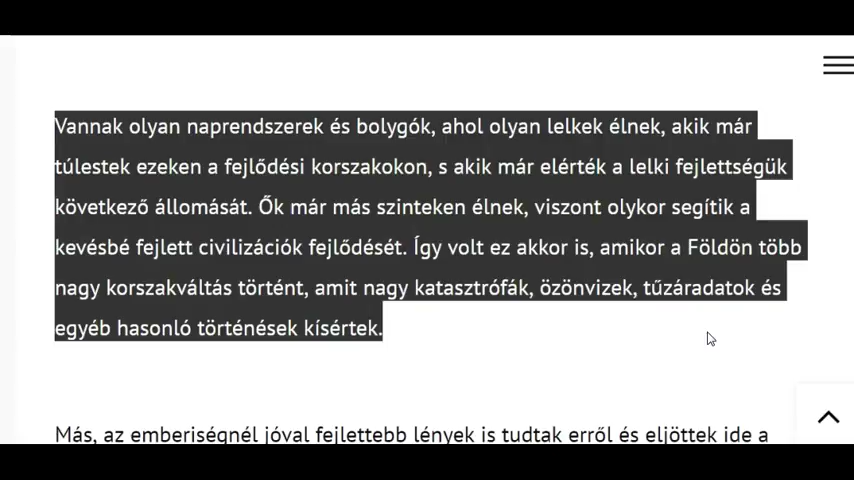 Vannak olyan naprendszerek és bolygók, ahol olyan lelkek élnek, akik már
túlestek ezeken a fejlődési korszakokon, s akik már elérték a lelki fejlettségük
következő állomását. Ők már más szinteken élnek, viszont olykor segítik a
kevésbé fejlett civilizációk fejlődését. Így volt ez akkor is, amikor a Földön több
nagy korszakváltás történt, amit nagy katasztrófák, özönvizek, tűzáradatok és
egyéb hasonló történések kísértek.
Más, az emberiségnél jóval fejlettebb lények is tudtak erről és eljöttek ide a